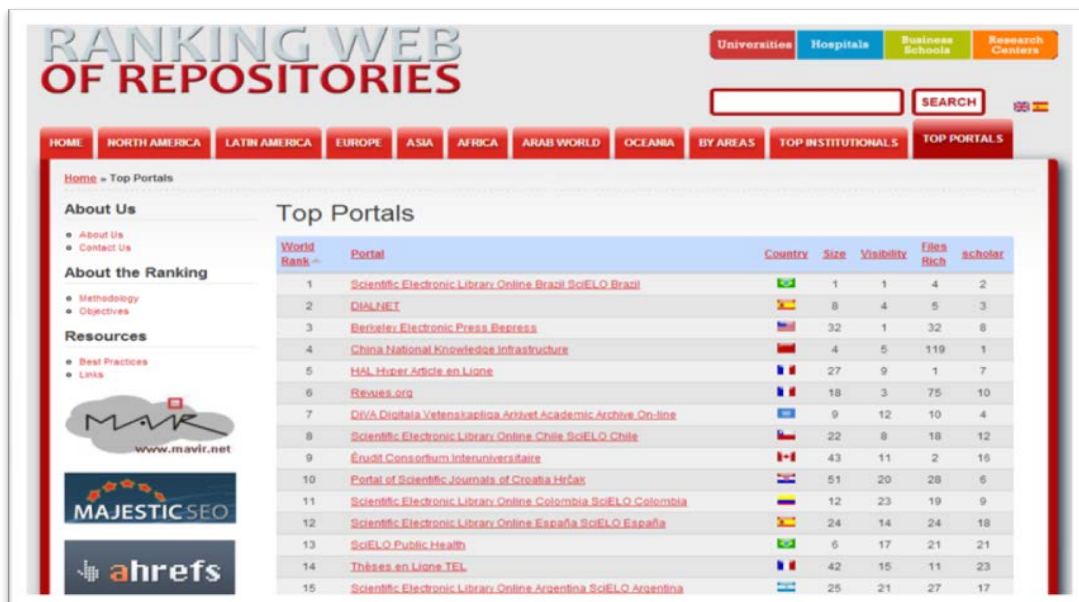 RANKING WEB
OF REPOSITORIES
Universities Hospitals Business Schools Research Centers
SEARCH
HOME NORTH AMERICA LATIN AMERICA EUROPE ASIA AFRICA ARAB WORLD OCEANIA BY AREAS TOP INSTITUTIONALS TOP PORTALS
Home » Top Portals
About Us
About Us
Contact Us
About the Ranking
Methodology
Objectives
Resources
Best Practices
Links
MAVIR
www.mavir.net
MAJESTICSEO
ahrefs
Top Portals
World Rank Portal Country Size Visibility Files Rich scholar
1 Scientific Electronic Library Online Brazil SciELO Brazil 1 1 4 2
2 DIALNET 8 4 5 3
3 Berkeley Electronic Press Bepress 32 1 32 8
4 China National Knowledge Infrastructure 4 5 119 1
5 HAL Hyper Article en Ligne 27 9 1 7
6 Revues.org 18 3 75 10
7 DiVA Digitala Vetenskapliga Arkivet Academic Archive On-line 9 12 10 4
8 Scientific Electronic Library Online Chile SciELO Chile 22 8 18 12
9 Érudit Consortium Interuniversitaire 43 11 2 16
10 Portal of Scientific Journals of Croatia Hrčak 51 20 28 6
11 Scientific Electronic Library Online Colombia SciELO Colombia 12 23 19 9
12 Scientific Electronic Library Online España SciELO España 24 14 24 18
13 SciELO Public Health 6 17 21 21
14 Thèses en Ligne TEL 42 15 11 23
15 Scientific Electronic Library Online Argentina SciELO Argentina 25 21 27 17